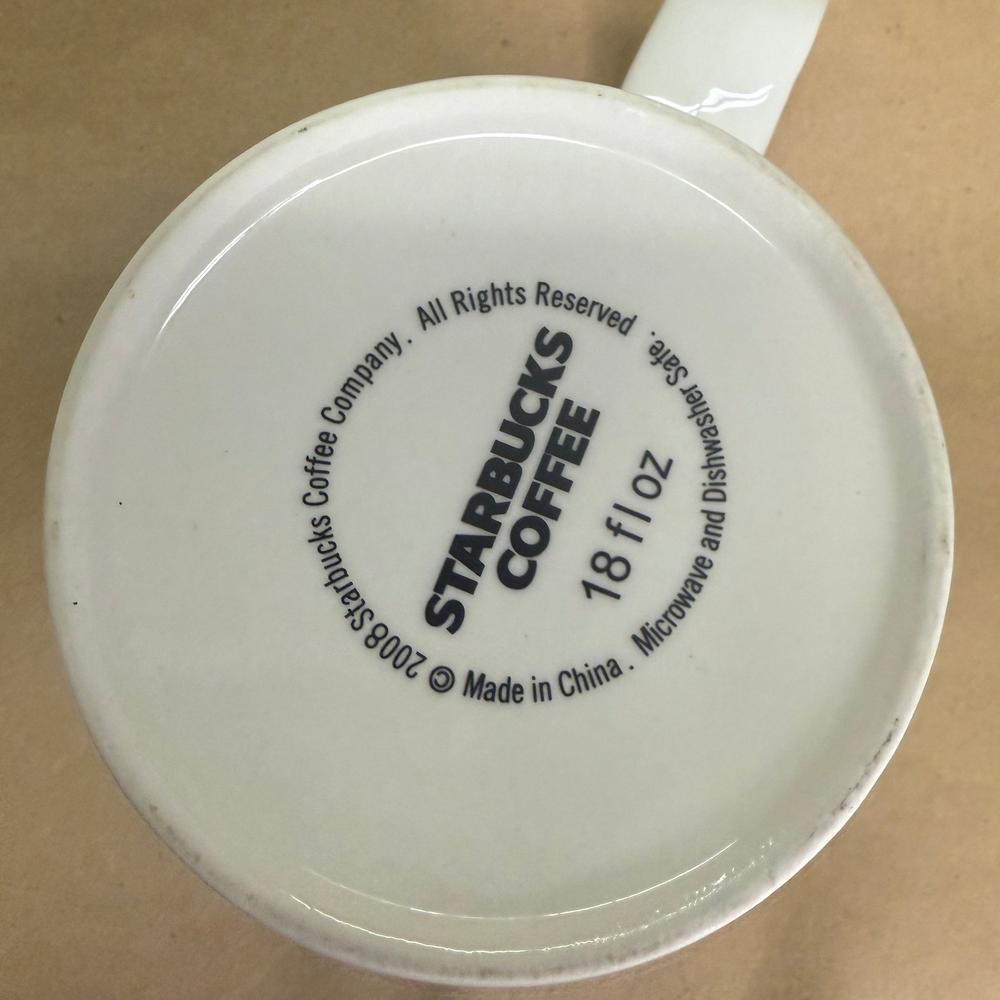 © 2008 Starbucks Coffee Company. All Rights Reserved.
STARBUCKS
COFFEE
18 fl oz
Made in China. Microwave and Dishwasher Safe.